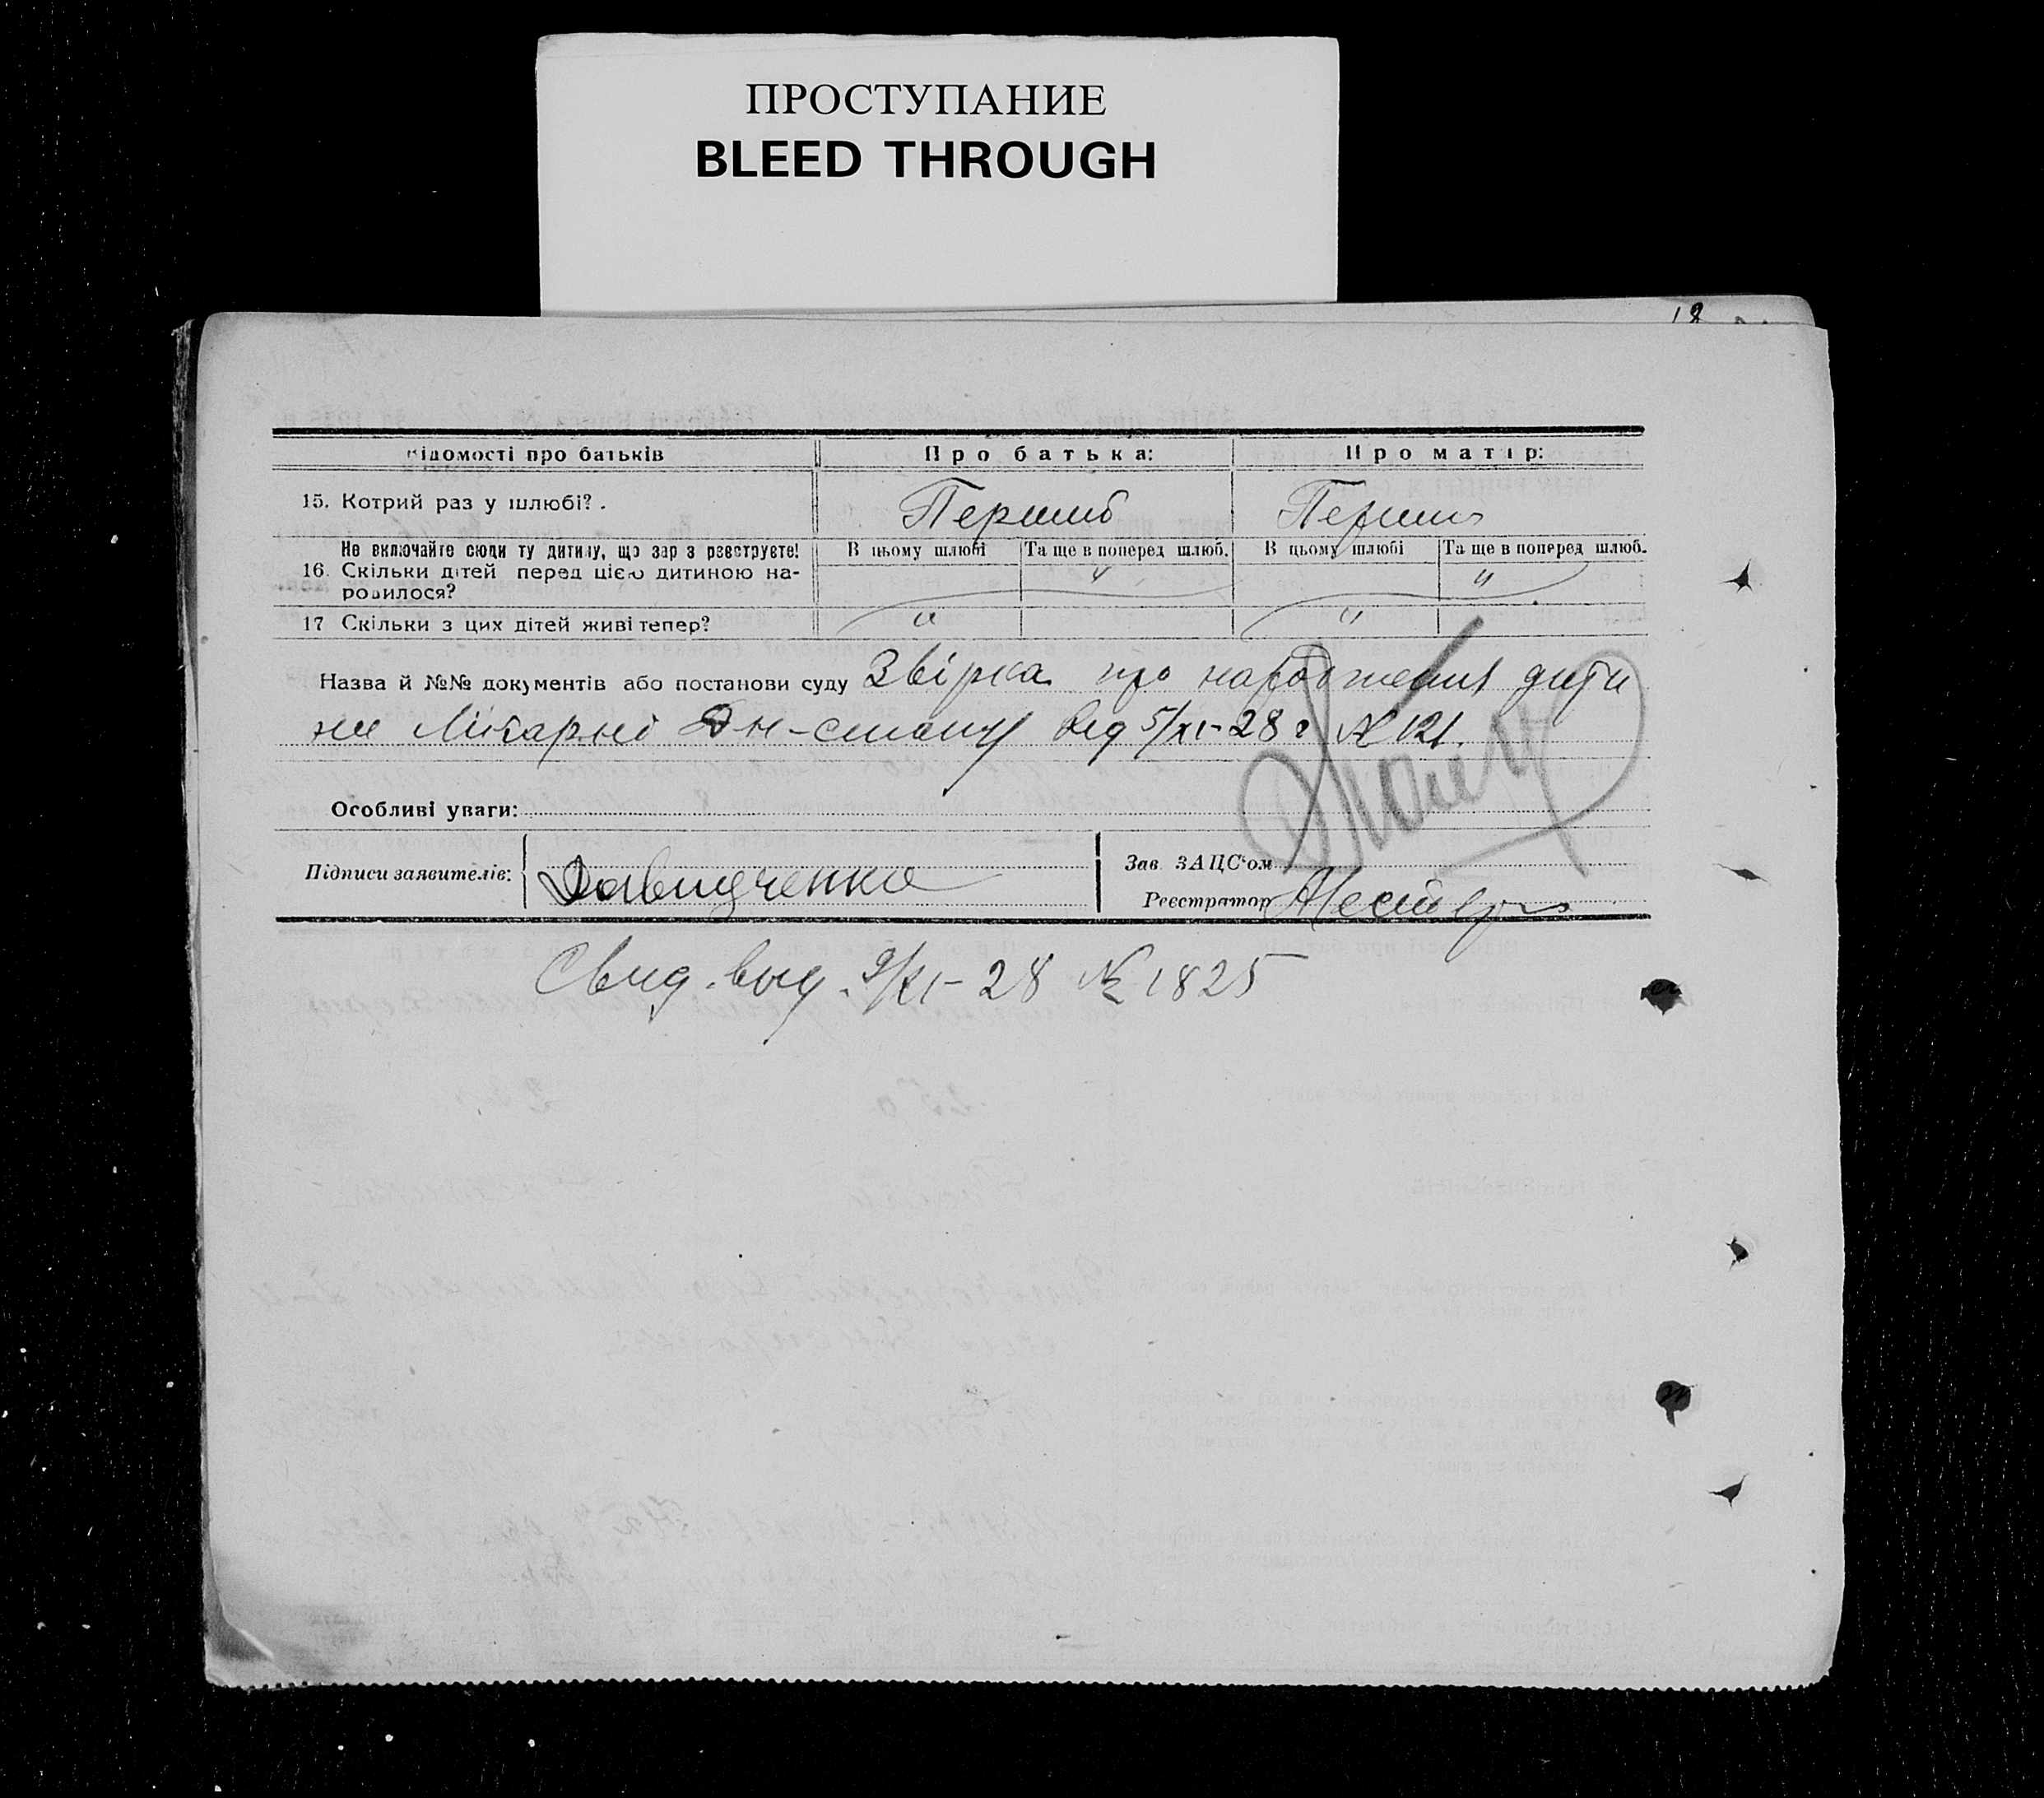 18
ПРОСТУПАНИЕ
BLEED THROUGH
відомості про батьків Про батька: Про матір:
15. Котрий раз у шлюбі? . Перший Перший
Не включайте сюди ту дитину, що зараз реєструєте! В цьому шлюбі Та ще в поперед шлюб. В цьому шлюбі Та ще в поперед шлюб.
16. Скільки дітей перед цією дитиною на- " "
родилося?
17 Скільки з цих дітей живі тепер? " "
Назва й №№ документів або постанови суду Звірка про народження дити
ни Лікарні Дн-стану від 5/XI-28 г № 121.
Особливі уваги:
Підписи заявителів: Давидченко Зав. ЗАЦС'ом
Реєстратор
Свид. выд. 9/XI-28 № 1825